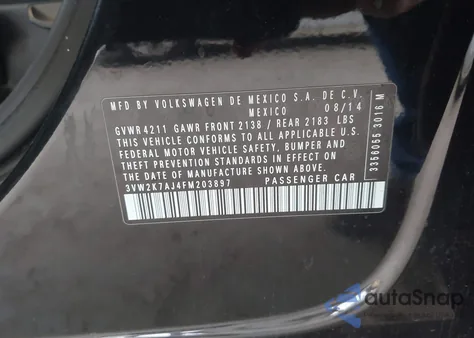 MFD BY VOLKSWAGEN DE MEXICO S.A. DE C.V.
MEXICO 08/14
GVWR4211 GAWR FRONT 2138 / REAR 2183 LBS
THIS VEHICLE CONFORMS TO ALL APPLICABLE U.S.
FEDERAL MOTOR VEHICLE SAFETY, BUMPER AND
THEFT PREVENTION STANDARDS IN EFFECT ON THE
DATE OF MANUFACTURE SHOWN ABOVE.
3VW2K7AJ4FM203897 PASSENGER CAR
3356055 3016 M
autoSnap